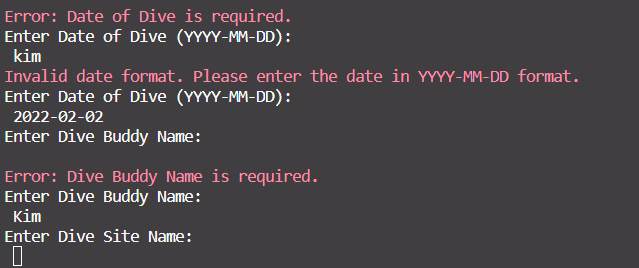 Error: Date of Dive is required.
Enter Date of Dive (YYYY-MM-DD):
kim
Invalid date format. Please enter the date in YYYY-MM-DD format.
Enter Date of Dive (YYYY-MM-DD):
2022-02-02
Enter Dive Buddy Name:
Error: Dive Buddy Name is required.
Enter Dive Buddy Name:
Kim
Enter Dive Site Name: